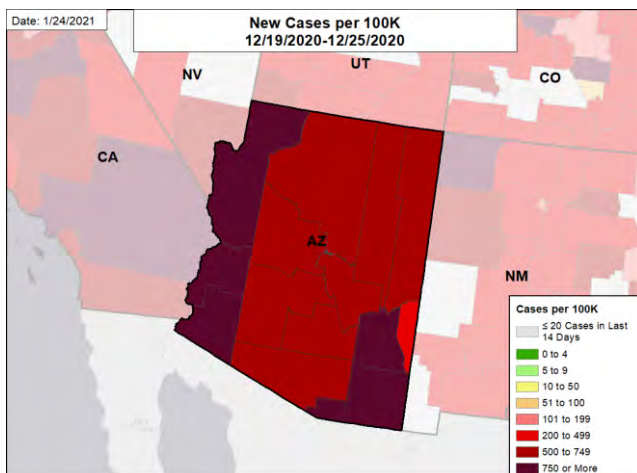 Date: 1/24/2021
New Cases per 100K
12/19/2020-12/25/2020
NV
UT
CO
CA
AZ
NM
Cases per 100K
≤ 20 Cases in Last
14 Days
0 to 4
5 to 9
10 to 50
51 to 100
101 to 199
200 to 499
500 to 749
750 or More